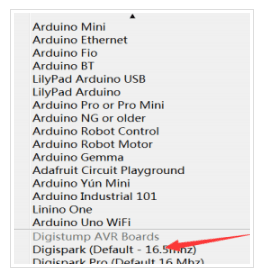 Arduino Mini
Arduino Ethernet
Arduino Fio
Arduino BT
LilyPad Arduino USB
LilyPad Arduino
Arduino Pro or Pro Mini
Arduino NG or older
Arduino Robot Control
Arduino Robot Motor
Arduino Gemma
Adafruit Circuit Playground
Arduino Yún Mini
Arduino Industrial 101
Linino One
Arduino Uno WiFi
Digistump AVR Boards
Digispark (Default - 16.5mhz)
Digispark Pro (Default 16 Mhz)